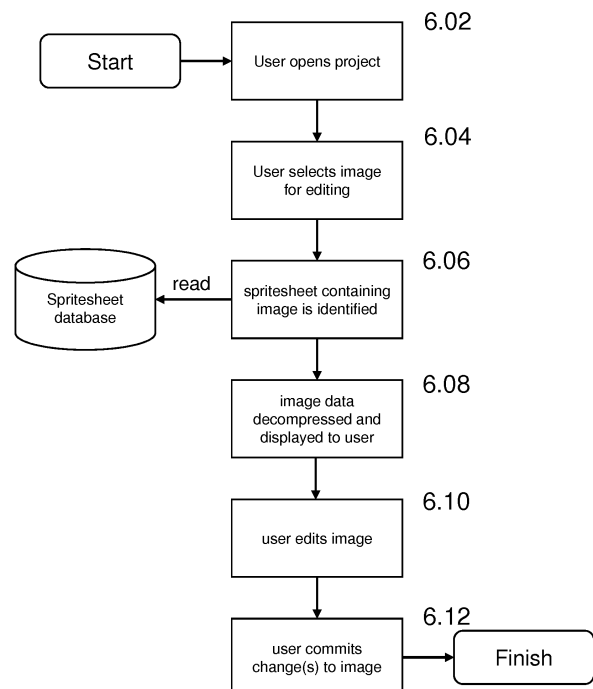 6.02
Start
User opens project
6.04
User selects image
for editing
6.06
read
Spritesheet
database
spritesheet containing
image is identified
6.08
image data
decompressed and
displayed to user
6.10
user edits image
6.12
user commits
change(s) to image
Finish